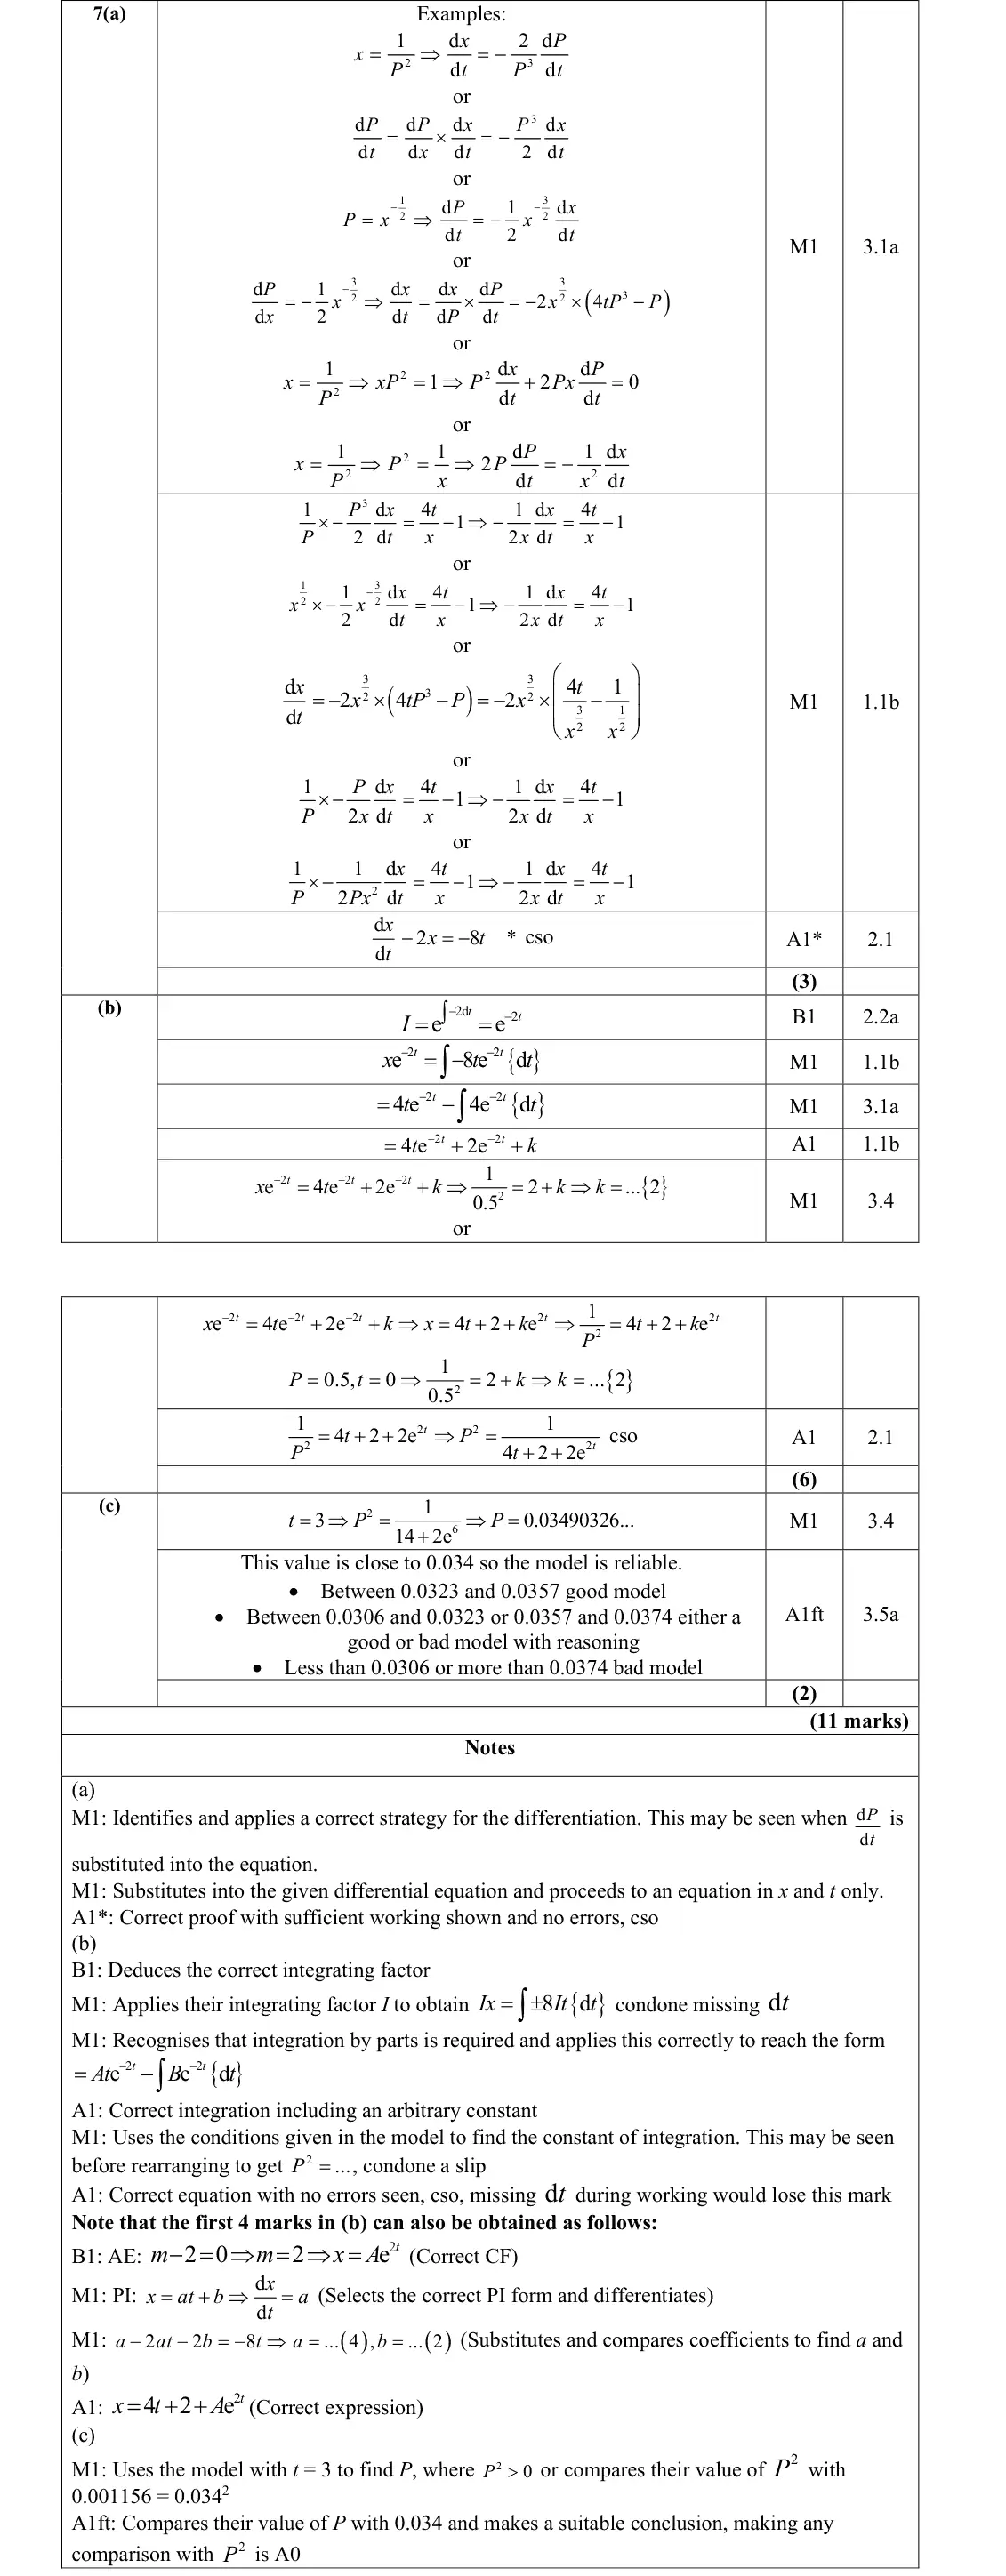 7(a)
Examples:
x = 1/P² ⇒ dx/dt = − 2/P³ dP/dt
or
dP/dt = dP/dx × dx/dt = − P³/2 dx/dt
or
P = x^(−1/2) ⇒ dP/dt = − 1/2 x^(−3/2) dx/dt
or
dP/dx = − 1/2 x^(−3/2) ⇒ dx/dt = dx/dP × dP/dt = −2x^(3/2) × (4tP³ − P)
or
x = 1/P² ⇒ xP² = 1 ⇒ P² dx/dt + 2Px dP/dt = 0
or
x = 1/P² ⇒ P² = 1/x ⇒ 2P dP/dt = − 1/x² dx/dt
M1 3.1a
1/P × − P³/2 dx/dt = 4t/x − 1 ⇒ − 1/2x dx/dt = 4t/x − 1
or
x^(1/2) × − 1/2 x^(−3/2) dx/dt = 4t/x − 1 ⇒ − 1/2x dx/dt = 4t/x − 1
or
dx/dt = −2x^(3/2) × (4tP³ − P) = −2x^(3/2) × (4t/x^(3/2) − 1/x^(1/2))
or
1/P × − P/2x dx/dt = 4t/x − 1 ⇒ − 1/2x dx/dt = 4t/x − 1
or
1/P × − 1/2Px² dx/dt = 4t/x − 1 ⇒ − 1/2x dx/dt = 4t/x − 1
M1 1.1b
dx/dt − 2x = −8t * cso A1* 2.1
(3)
(b) I = e^(∫−2dt) = e^(−2t) B1 2.2a
xe^(−2t) = ∫−8te^(−2t) {dt} M1 1.1b
= 4te^(−2t) − ∫4e^(−2t) {dt} M1 3.1a
= 4te^(−2t) + 2e^(−2t) + k A1 1.1b
xe^(−2t) = 4te^(−2t) + 2e^(−2t) + k ⇒ 1/0.5² = 2 + k ⇒ k = ...{2}
or
M1 3.4
xe^(−2t) = 4te^(−2t) + 2e^(−2t) + k ⇒ x = 4t + 2 + ke^(2t) ⇒ 1/P² = 4t + 2 + ke^(2t)
P = 0.5, t = 0 ⇒ 1/0.5² = 2 + k ⇒ k = ...{2}
1/P² = 4t + 2 + 2e^(2t) ⇒ P² = 1/(4t + 2 + 2e^(2t)) cso A1 2.1
(6)
(c) t = 3 ⇒ P² = 1/(14 + 2e⁶) ⇒ P = 0.03490326... M1 3.4
This value is close to 0.034 so the model is reliable.
• Between 0.0323 and 0.0357 good model
• Between 0.0306 and 0.0323 or 0.0357 and 0.0374 either a
good or bad model with reasoning
• Less than 0.0306 or more than 0.0374 bad model
A1ft 3.5a
(2)
(11 marks)
Notes
(a)
M1: Identifies and applies a correct strategy for the differentiation. This may be seen when dP/dt is
substituted into the equation.
M1: Substitutes into the given differential equation and proceeds to an equation in x and t only.
A1*: Correct proof with sufficient working shown and no errors, cso
(b)
B1: Deduces the correct integrating factor
M1: Applies their integrating factor I to obtain Ix = ∫±8It{dt} condone missing dt
M1: Recognises that integration by parts is required and applies this correctly to reach the form
= Ate^(−2t) − ∫Be^(−2t) {dt}
A1: Correct integration including an arbitrary constant
M1: Uses the conditions given in the model to find the constant of integration. This may be seen
before rearranging to get P² = ..., condone a slip
A1: Correct equation with no errors seen, cso, missing dt during working would lose this mark
Note that the first 4 marks in (b) can also be obtained as follows:
B1: AE: m−2=0⇒m=2⇒x=Ae^(2t) (Correct CF)
M1: PI: x = at + b ⇒ dx/dt = a (Selects the correct PI form and differentiates)
M1: a − 2at − 2b = −8t ⇒ a = ...(4), b = ...(2) (Substitutes and compares coefficients to find a and
b)
A1: x=4t+2+Ae^(2t) (Correct expression)
(c)
M1: Uses the model with t = 3 to find P, where P² > 0 or compares their value of P² with
0.001156 = 0.034²
A1ft: Compares their value of P with 0.034 and makes a suitable conclusion, making any
comparison with P² is A0